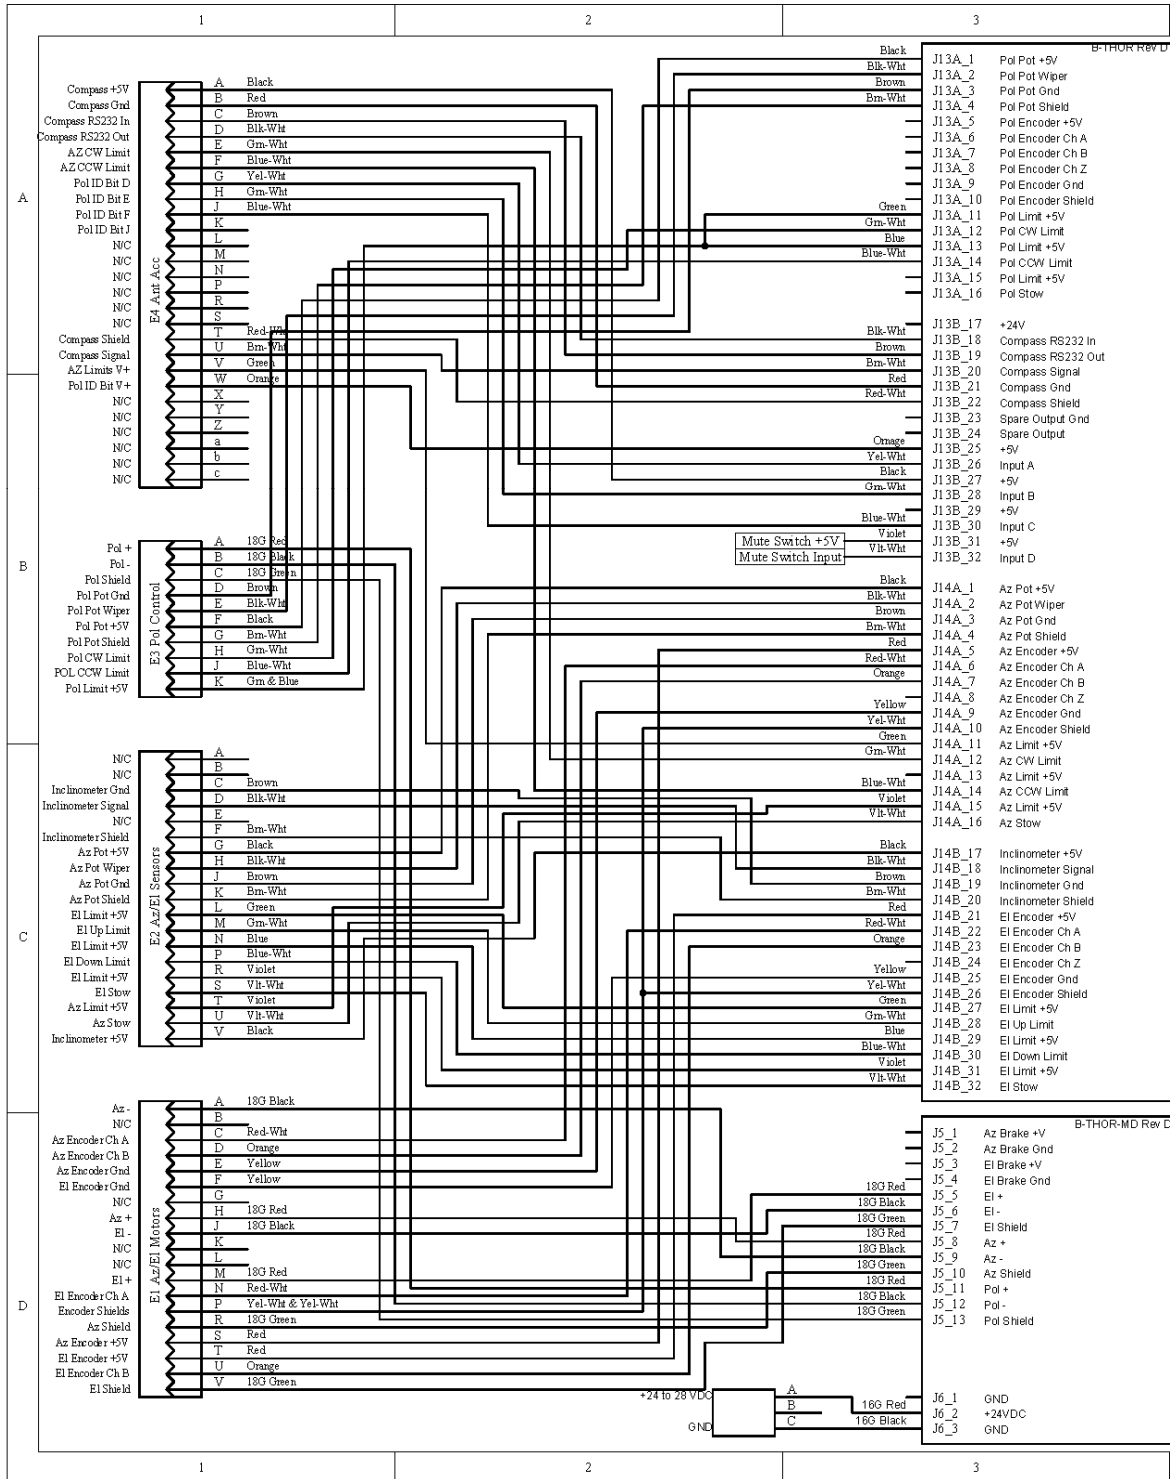 1
2
3
A
B
C
D
Compass +5V A Black
Compass Gnd B Red
Compass RS232 In C Brown
Compass RS232 Out D Blk-Wht
AZ CW Limit E Grn-Wht
AZ CCW Limit F Blue-Wht
Pol ID Bit D G Yel-Wht
Pol ID Bit E H Grn-Wht
Pol ID Bit F J Blue-Wht
Pol ID Bit J K
N/C L
N/C M
N/C N
N/C P
N/C R
N/C S
Compass Shield T Red-Wht
Compass Signal U Brn-Wht
AZ Limits V+ V Green
Pol ID Bit V+ W Orange
N/C X
N/C Y
N/C Z
N/C a
N/C b
N/C c
E4 Ant Acc
Pol + A 18G Red
Pol - B 18G Black
Pol Shield C 18G Green
Pol Pot Gnd D Brown
Pol Pot Wiper E Blk-Wht
Pol Pot +5V F Black
Pol Pot Shield G Brn-Wht
Pol CW Limit H Grn-Wht
POL CCW Limit J Blue-Wht
Pol Limit +5V K Grn & Blue
E3 Pol Control
N/C A
N/C B
Inclinometer Gnd C Brown
Inclinometer Signal D Blk-Wht
N/C E
Inclinometer Shield F Brn-Wht
Az Pot +5V G Black
Az Pot Wiper H Blk-Wht
Az Pot Gnd J Brown
Az Pot Shield K Brn-Wht
El Limit +5V L Green
El Up Limit M Grn-Wht
El Limit +5V N Blue
El Down Limit P Blue-Wht
El Limit +5V R Violet
El Stow S Vlt-Wht
Az Limit +5V T Violet
Az Stow U Vlt-Wht
Inclinometer +5V V Black
E2 Az/El Sensors
Az - A 18G Black
N/C B
Az Encoder Ch A C Red-Wht
Az Encoder Ch B D Orange
Az Encoder Gnd E Yellow
El Encoder Gnd F Yellow
N/C G
Az + H 18G Red
El - J 18G Black
N/C K
N/C L
El + M 18G Red
El Encoder Ch A N Red-Wht
Encoder Shields P Yel-Wht & Yel-Wht
Az Shield R 18G Green
Az Encoder +5V S Red
El Encoder +5V T Red
El Encoder Ch B U Orange
El Shield V 18G Green
E1 Az/El Motors
B-THOR Rev D
Black J13A_1 Pol Pot +5V
Blk-Wht J13A_2 Pol Pot Wiper
Brown J13A_3 Pol Pot Gnd
Brn-Wht J13A_4 Pol Pot Shield
J13A_5 Pol Encoder +5V
J13A_6 Pol Encoder Ch A
J13A_7 Pol Encoder Ch B
J13A_8 Pol Encoder Ch Z
J13A_9 Pol Encoder Gnd
J13A_10 Pol Encoder Shield
Green J13A_11 Pol Limit +5V
Grn-Wht J13A_12 Pol CW Limit
Blue J13A_13 Pol Limit +5V
Blue-Wht J13A_14 Pol CCW Limit
J13A_15 Pol Limit +5V
J13A_16 Pol Stow
J13B_17 +24V
Blk-Wht J13B_18 Compass RS232 In
Brown J13B_19 Compass RS232 Out
Brn-Wht J13B_20 Compass Signal
Red J13B_21 Compass Gnd
Red-Wht J13B_22 Compass Shield
J13B_23 Spare Output Gnd
J13B_24 Spare Output
Ornage J13B_25 +5V
Yel-Wht J13B_26 Input A
Black J13B_27 +5V
Grn-Wht J13B_28 Input B
J13B_29 +5V
Blue-Wht J13B_30 Input C
Mute Switch +5V Violet J13B_31 +5V
Mute Switch Input Vlt-Wht J13B_32 Input D
Black J14A_1 Az Pot +5V
Blk-Wht J14A_2 Az Pot Wiper
Brown J14A_3 Az Pot Gnd
Brn-Wht J14A_4 Az Pot Shield
Red J14A_5 Az Encoder +5V
Red-Wht J14A_6 Az Encoder Ch A
Orange J14A_7 Az Encoder Ch B
J14A_8 Az Encoder Ch Z
Yellow J14A_9 Az Encoder Gnd
Yel-Wht J14A_10 Az Encoder Shield
Green J14A_11 Az Limit +5V
Grn-Wht J14A_12 Az CW Limit
J14A_13 Az Limit +5V
Blue-Wht J14A_14 Az CCW Limit
Violet J14A_15 Az Limit +5V
Vlt-Wht J14A_16 Az Stow
Black J14B_17 Inclinometer +5V
Blk-Wht J14B_18 Inclinometer Signal
Brown J14B_19 Inclinometer Gnd
Brn-Wht J14B_20 Inclinometer Shield
Red J14B_21 El Encoder +5V
Red-Wht J14B_22 El Encoder Ch A
Orange J14B_23 El Encoder Ch B
J14B_24 El Encoder Ch Z
Yellow J14B_25 El Encoder Gnd
Yel-Wht J14B_26 El Encoder Shield
Green J14B_27 El Limit +5V
Grn-Wht J14B_28 El Up Limit
Blue J14B_29 El Limit +5V
Blue-Wht J14B_30 El Down Limit
Violet J14B_31 El Limit +5V
Vlt-Wht J14B_32 El Stow
B-THOR-MD Rev D
J5_1 Az Brake +V
J5_2 Az Brake Gnd
J5_3 El Brake +V
J5_4 El Brake Gnd
18G Red J5_5 El +
18G Black J5_6 El -
18G Green J5_7 El Shield
18G Red J5_8 Az +
18G Black J5_9 Az -
18G Green J5_10 Az Shield
18G Red J5_11 Pol +
18G Black J5_12 Pol -
18G Green J5_13 Pol Shield
+24 to 28 VDC A J6_1 GND
B 16G Red J6_2 +24VDC
GND C 16G Black J6_3 GND
1
2
3